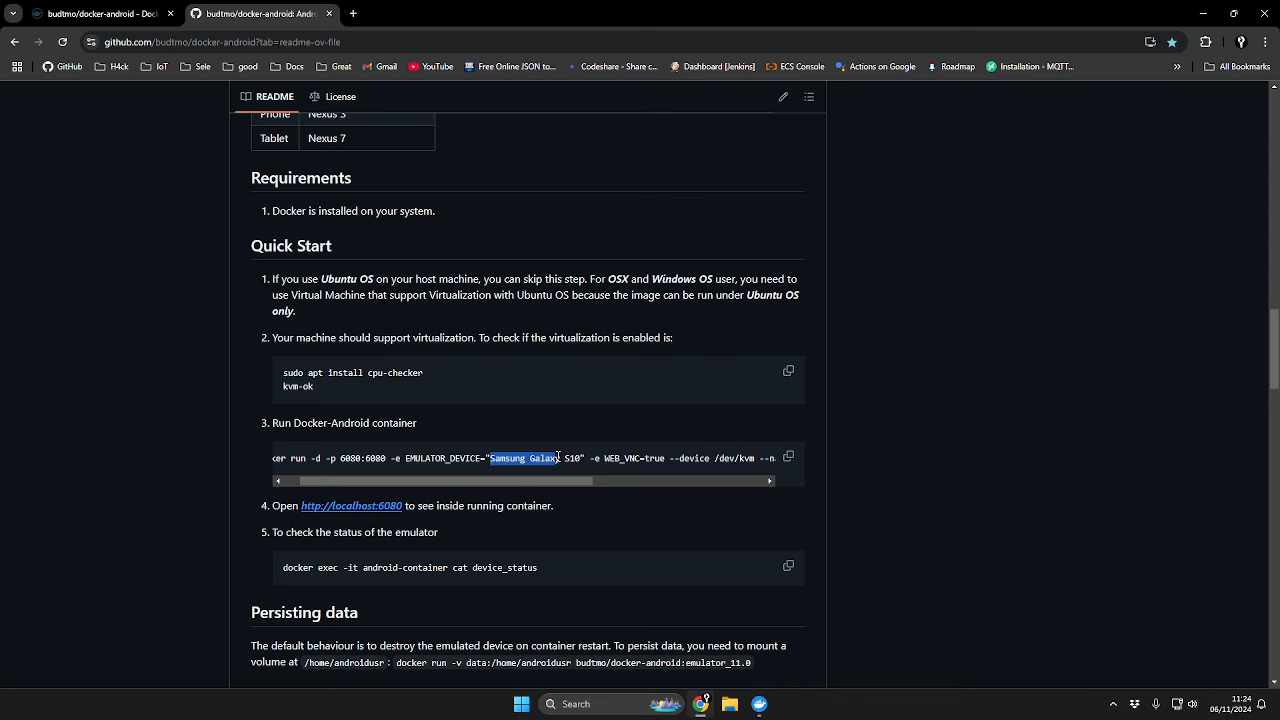 budtmo/docker-android - Doc
budtmo/docker-android: Andro
github.com/budtmo/docker-android?tab=readme-ov-file
GitHub
H4ck
IoT
Sale
good
Docs
Great
Gmail
YouTube
Free Online JSON to...
Codeshare - Share c...
Dashboard [Jenkins]
ECS Console
Actions on Google
Roadmap
Installation - MQTT...
All Bookmarks
README
License
Phone Nexus 5
Tablet Nexus 7
Requirements
1. Docker is installed on your system.
Quick Start
1. If you use Ubuntu OS on your host machine, you can skip this step. For OSX and Windows OS user, you need to
use Virtual Machine that support Virtualization with Ubuntu OS because the image can be run under Ubuntu OS
only.
2. Your machine should support virtualization. To check if the virtualization is enabled is:
sudo apt install cpu-checker
kvm-ok
3. Run Docker-Android container
ker run -d -p 6080:6080 -e EMULATOR_DEVICE="Samsung Galaxy S10" -e WEB_VNC=true --device /dev/kvm --n
4. Open http://localhost:6080 to see inside running container.
5. To check the status of the emulator
docker exec -it android-container cat device_status
Persisting data
The default behaviour is to destroy the emulated device on container restart. To persist data, you need to mount a
volume at /home/androidusr : docker run -v data:/home/androidusr budtmo/docker-android:emulator_11.0
Search
11:24
06/11/2024